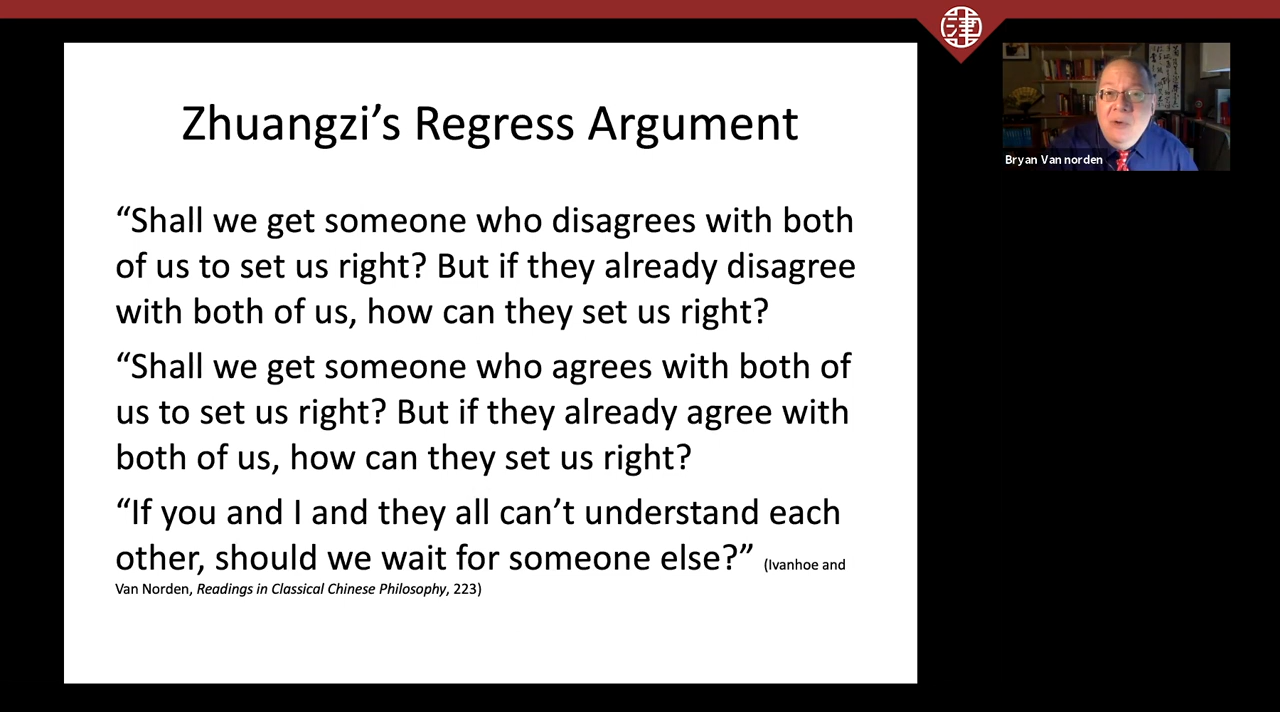 Zhuangzi’s Regress Argument
“Shall we get someone who disagrees with both
of us to set us right? But if they already disagree
with both of us, how can they set us right?
“Shall we get someone who agrees with both of
us to set us right? But if they already agree with
both of us, how can they set us right?
“If you and I and they all can’t understand each
other, should we wait for someone else?” (Ivanhoe and
Van Norden, Readings in Classical Chinese Philosophy, 223)
Bryan Van norden